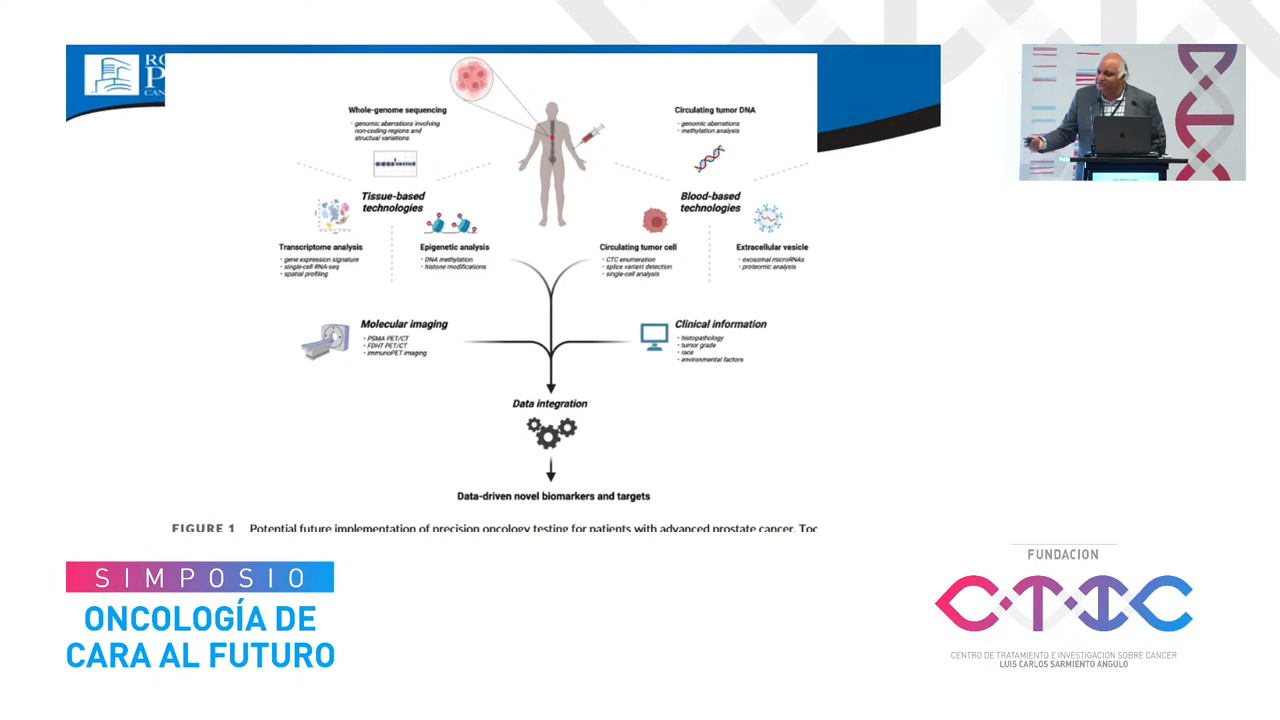 Whole-genome sequencing
• genomic aberrations involving
non-coding regions and
structual variations
Circulating tumor DNA
• genomic aberrations
• methylation analysis
Tissue-based
technologies
Blood-based
technologies
Transcriptome analysis
• gene expression signature
• single-cell RNA-seq
• spatial profiling
Epigenetic analysis
• DNA methylation
• histone modifications
Circulating tumor cell
• CTC enumeration
• splice variant detection
• single-cell analysis
Extracellular vesicle
• exosomal microRNAs
• proteomic analysis
Molecular imaging
• PSMA PET/CT
• FDHT PET/CT
• immunoPET imaging
Clinical information
• histopathology
• tumor grade
• race
• environmental factors
Data integration
Data-driven novel biomarkers and targets
FIGURE 1 Potential future implementation of precision oncology testing for patients with advanced prostate cancer. Toc
SIMPOSIO
ONCOLOGÍA DE
CARA AL FUTURO
FUNDACION
CTIC
CENTRO DE TRATAMIENTO E INVESTIGACION SOBRE CANCER
LUIS CARLOS SARMIENTO ANGULO